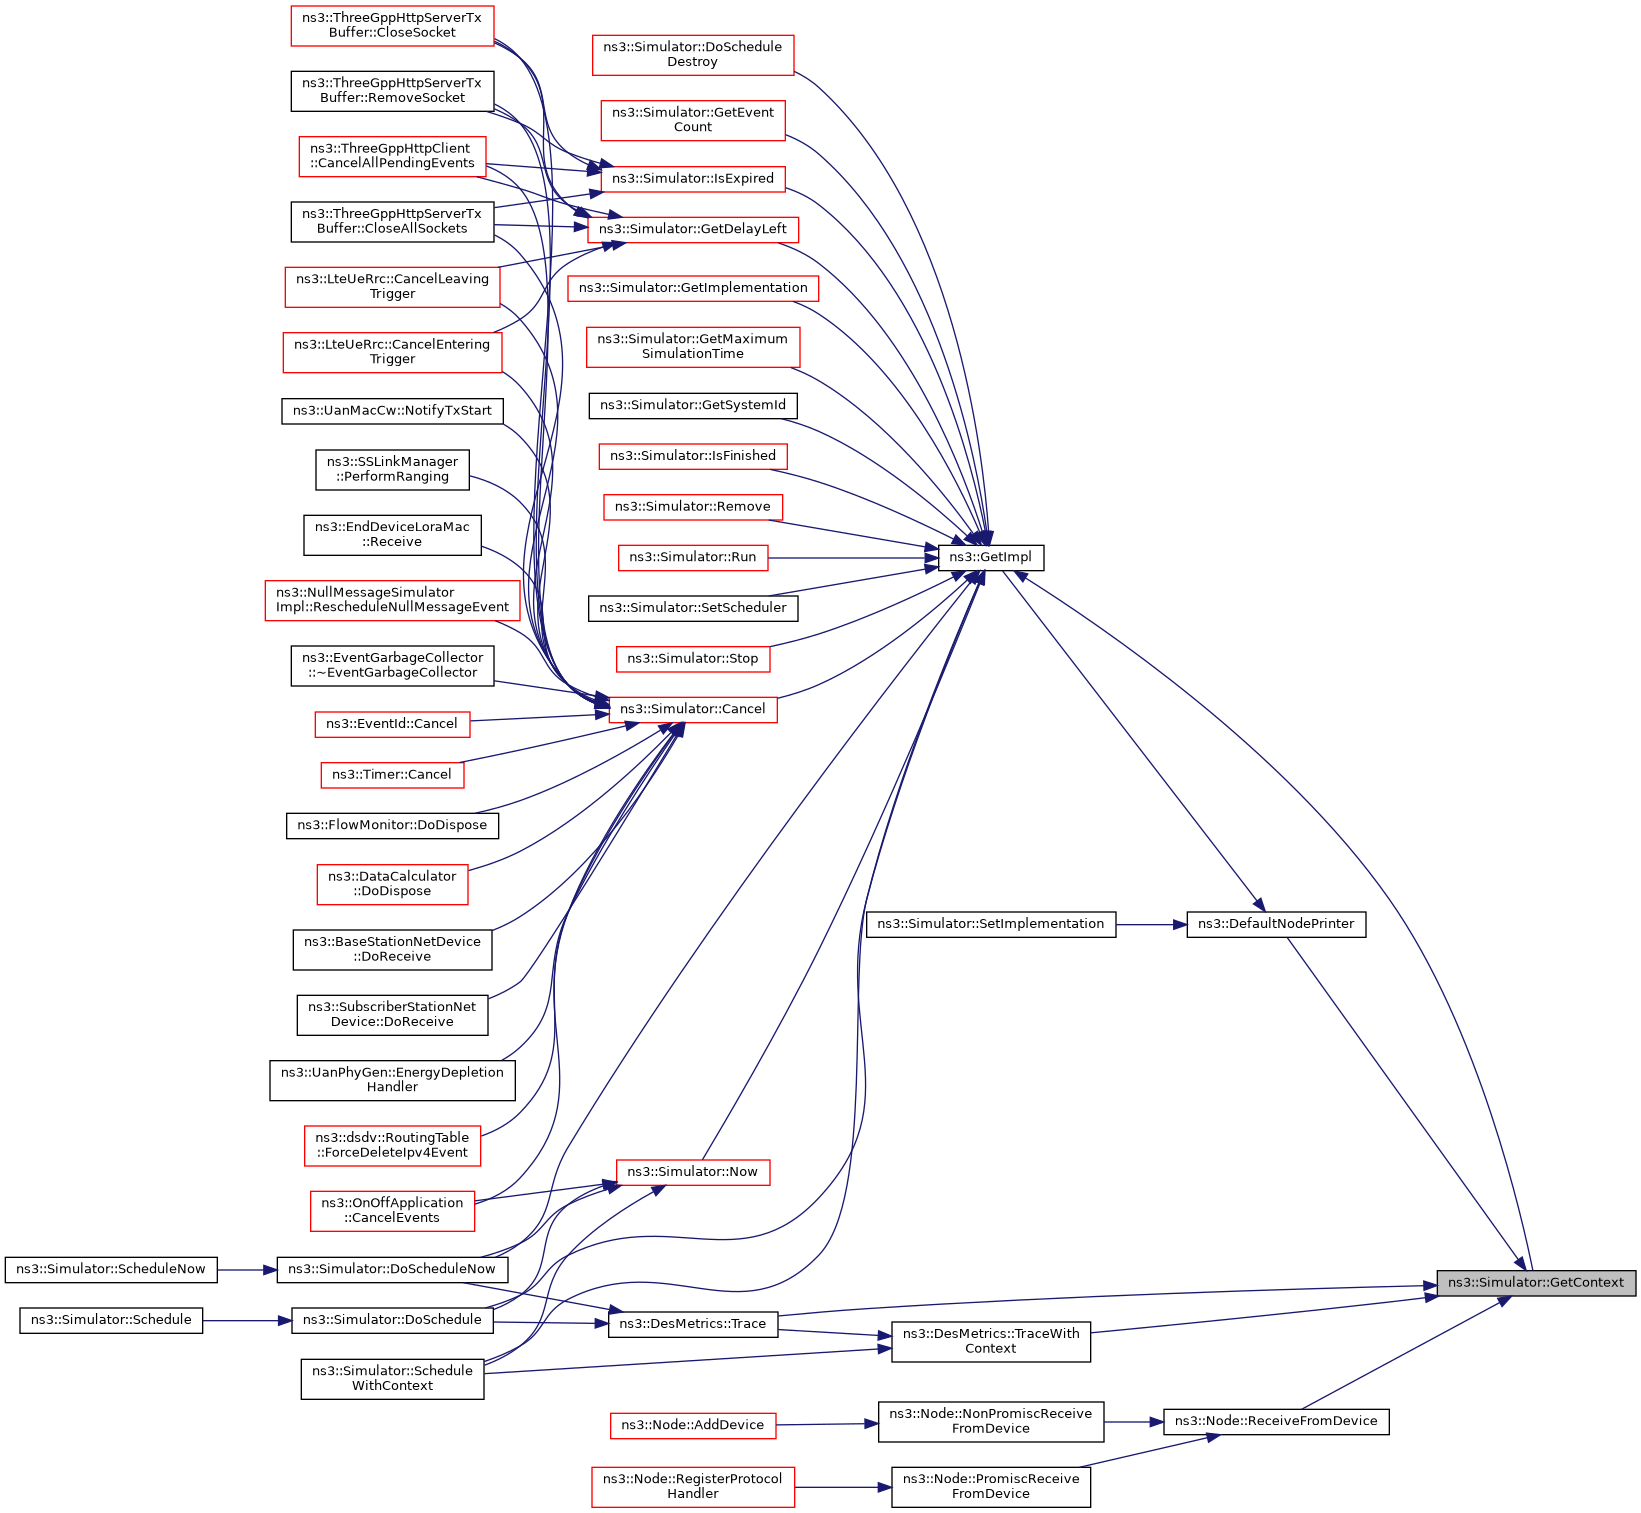 ns3::ThreeGppHttpServerTx
Buffer::CloseSocket
ns3::ThreeGppHttpServerTx
Buffer::RemoveSocket
ns3::ThreeGppHttpClient
::CancelAllPendingEvents
ns3::ThreeGppHttpServerTx
Buffer::CloseAllSockets
ns3::LteUeRrc::CancelLeaving
Trigger
ns3::LteUeRrc::CancelEntering
Trigger
ns3::UanMacCw::NotifyTxStart
ns3::SSLinkManager
::PerformRanging
ns3::EndDeviceLoraMac
::Receive
ns3::NullMessageSimulator
Impl::RescheduleNullMessageEvent
ns3::EventGarbageCollector
::~EventGarbageCollector
ns3::EventId::Cancel
ns3::Timer::Cancel
ns3::FlowMonitor::DoDispose
ns3::DataCalculator
::DoDispose
ns3::BaseStationNetDevice
::DoReceive
ns3::SubscriberStationNet
Device::DoReceive
ns3::UanPhyGen::EnergyDepletion
Handler
ns3::dsdv::RoutingTable
::ForceDeleteIpv4Event
ns3::OnOffApplication
::CancelEvents
ns3::Simulator::ScheduleNow
ns3::Simulator::DoScheduleNow
ns3::Simulator::Schedule
ns3::Simulator::DoSchedule
ns3::Simulator::Schedule
WithContext
ns3::Simulator::DoSchedule
Destroy
ns3::Simulator::GetEvent
Count
ns3::Simulator::IsExpired
ns3::Simulator::GetDelayLeft
ns3::Simulator::GetImplementation
ns3::Simulator::GetMaximum
SimulationTime
ns3::Simulator::GetSystemId
ns3::Simulator::IsFinished
ns3::Simulator::Remove
ns3::Simulator::Run
ns3::Simulator::SetScheduler
ns3::Simulator::Stop
ns3::Simulator::Cancel
ns3::Simulator::Now
ns3::DesMetrics::Trace
ns3::Node::AddDevice
ns3::Node::RegisterProtocol
Handler
ns3::GetImpl
ns3::Simulator::SetImplementation
ns3::DesMetrics::TraceWith
Context
ns3::Node::NonPromiscReceive
FromDevice
ns3::Node::PromiscReceive
FromDevice
ns3::DefaultNodePrinter
ns3::Node::ReceiveFromDevice
ns3::Simulator::GetContext